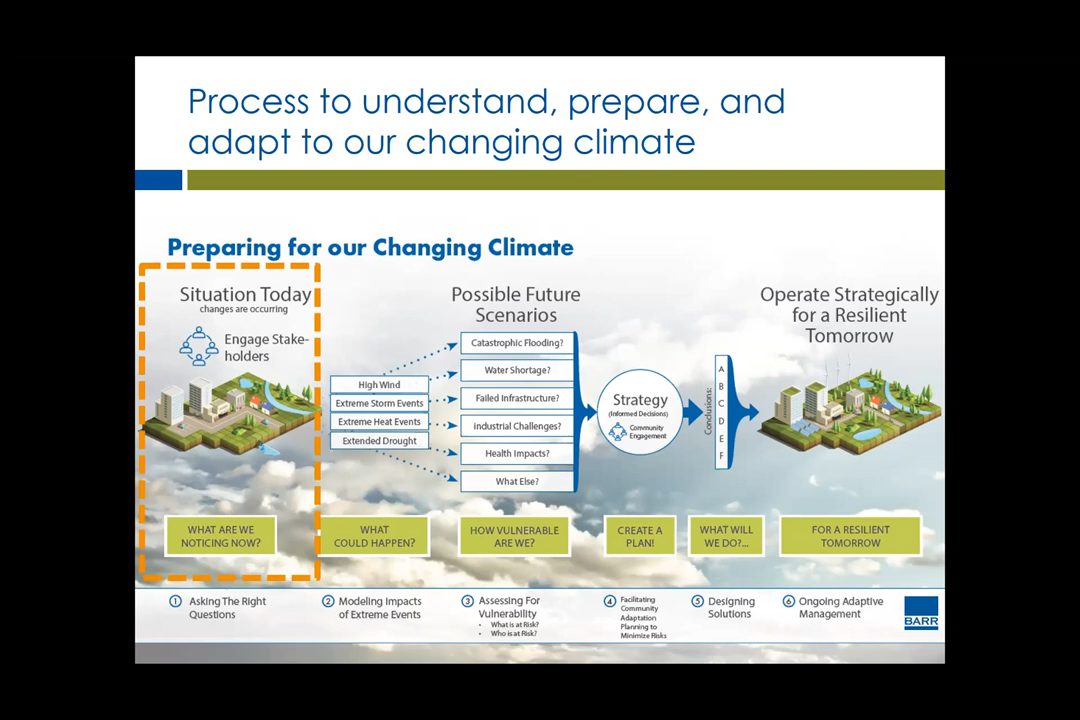 Process to understand, prepare, and
adapt to our changing climate
Preparing for our Changing Climate
Situation Today
changes are occurring
Engage Stake-
holders
Possible Future
Scenarios
High Wind
Extreme Storm Events
Extreme Heat Events
Extended Drought
Catastrophic Flooding?
Water Shortage?
Failed Infrastructure?
Industrial Challenges?
Health Impacts?
What Else?
Strategy
(Informed Decisions)
Community
Engagement
Conclusions:
A
B
C
D
E
F
Operate Strategically
for a Resilient
Tomorrow
WHAT ARE WE
NOTICING NOW?
WHAT
COULD HAPPEN?
HOW VULNERABLE
ARE WE?
CREATE A
PLAN!
WHAT WILL
WE DO?...
FOR A RESILIENT
TOMORROW
1 Asking The Right
Questions
2 Modeling Impacts
of Extreme Events
3 Assessing For
Vulnerability
• What is at Risk?
• Who is at Risk?
4 Facilitating
Community
Adaptation
Planning to
Minimize Risks
5 Designing
Solutions
6 Ongoing Adaptive
Management
BARR